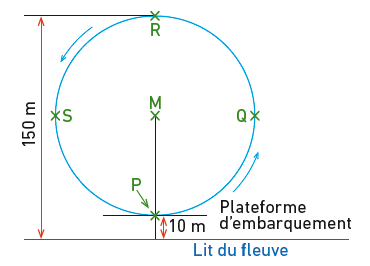 R
150 m
S
M
Q
P
10 m
Plateforme
d'embarquement
Lit du fleuve